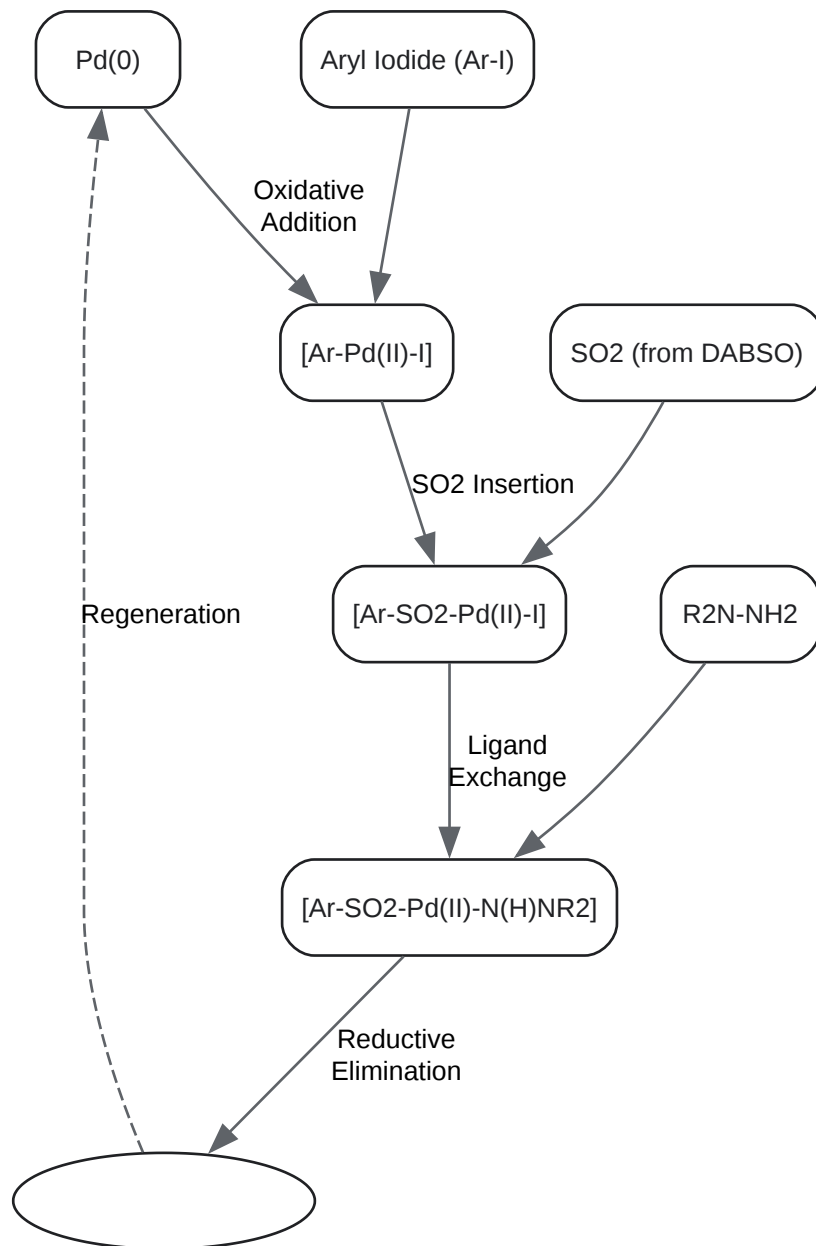 Pd(0)
Aryl Iodide (Ar-I)
Oxidative
Addition
[Ar-Pd(II)-I]
SO2 (from DABSO)
SO2 Insertion
[Ar-SO2-Pd(II)-I]
R2N-NH2
Regeneration
Ligand
Exchange
[Ar-SO2-Pd(II)-N(H)NR2]
Reductive
Elimination